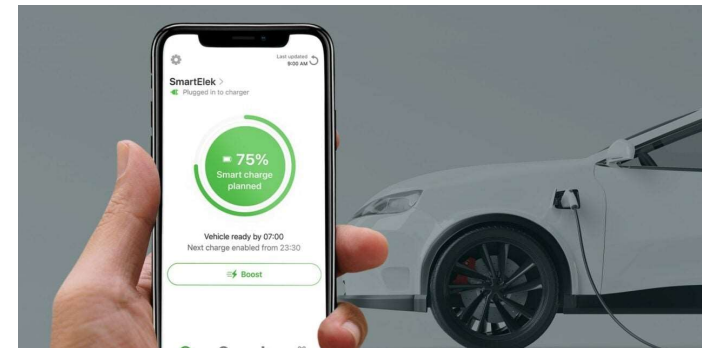 Last updated
9:00 AM
SmartElek >
Plugged in to charger
75%
Smart charge
planned
Vehicle ready by 07:00
Next charge enabled from 23:30
Boost